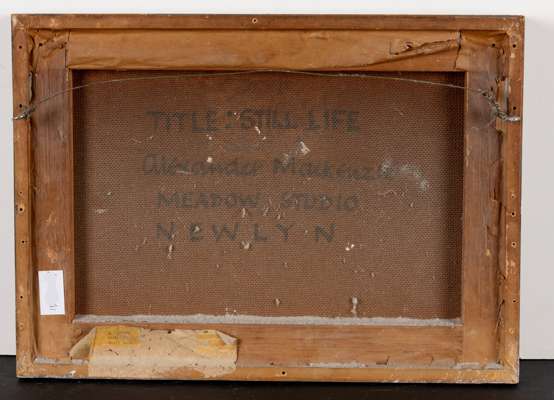 TITLE: STILL LIFE
Alexander Mackenzie
MEADOW STUDIO
NEWLYN